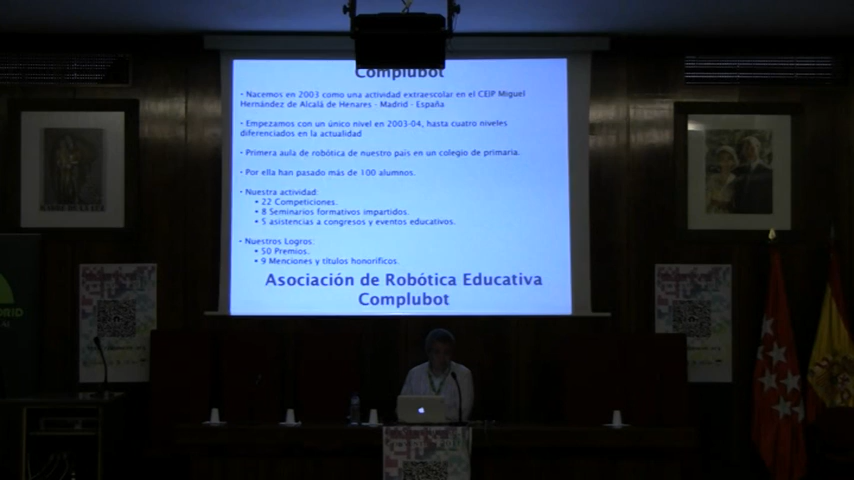 Complubot
• Nacemos en 2003 como una actividad extraescolar en el CEIP Miguel
Hernández de Alcalá de Henares - Madrid - España
• Empezamos con un único nivel en 2003-04, hasta cuatro niveles
diferenciados en la actualidad
• Primera aula de robótica de nuestro pais en un colegio de primaria.
• Por ella han pasado más de 100 alumnos.
• Nuestra actividad:
• 22 Competiciones.
• 8 Seminarios formativos impartidos.
• 5 asistencias a congresos y eventos educativos.
• Nuestros Logros:
• 50 Premios.
• 9 Menciones y títulos honoríficos.
Asociación de Robótica Educativa
Complubot